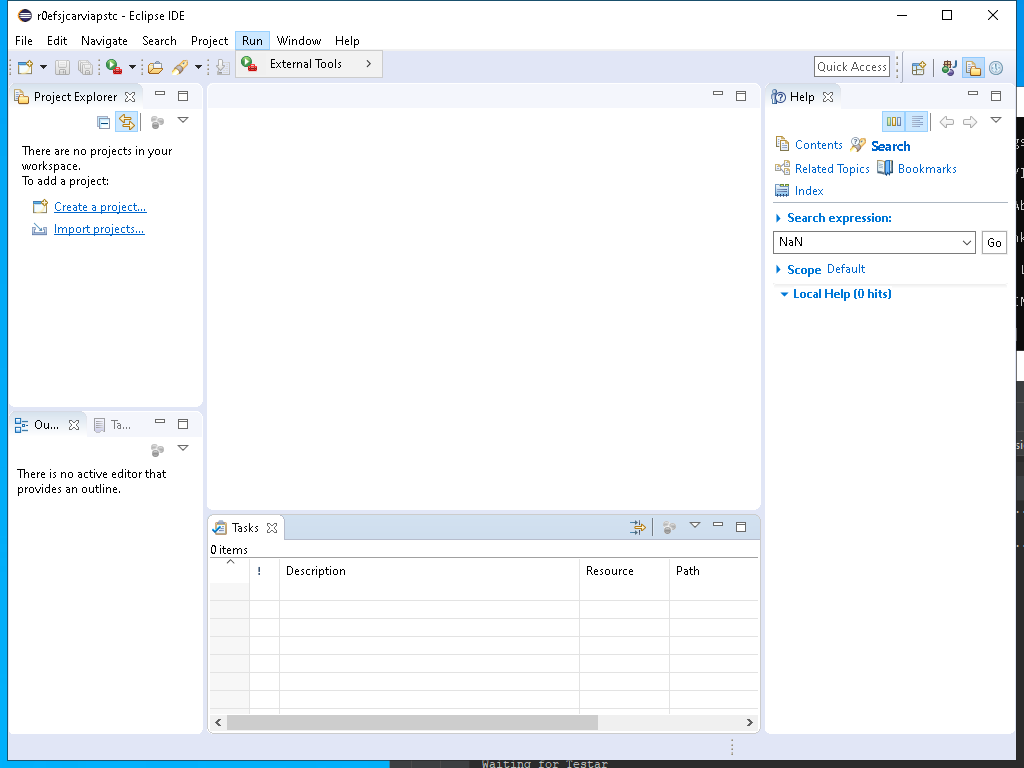 r0efsjcarviapstc - Eclipse IDE
File Edit Navigate Search Project Run Window Help
External Tools
Quick Access
Project Explorer
There are no projects in your
workspace.
To add a project:
Create a project...
Import projects...
Ou...
Ta...
There is no active editor that
provides an outline.
Tasks
0 items
! Description Resource Path
Help
Contents Search
Related Topics Bookmarks
Index
Search expression:
NaN
Go
Scope Default
Local Help (0 hits)
Waiting for Testar